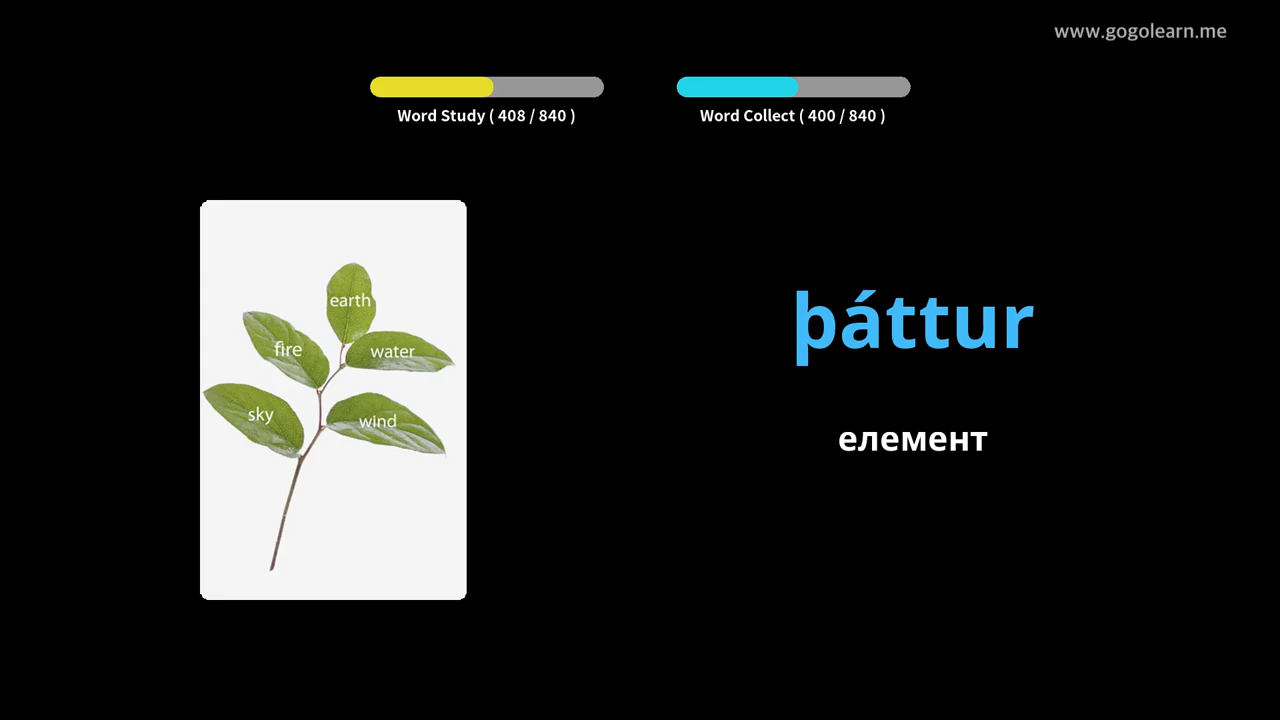 www.gogolearn.me
Word Study ( 408 / 840 )
Word Collect ( 400 / 840 )
earth
fire
water
sky
wind
þáttur
елемент